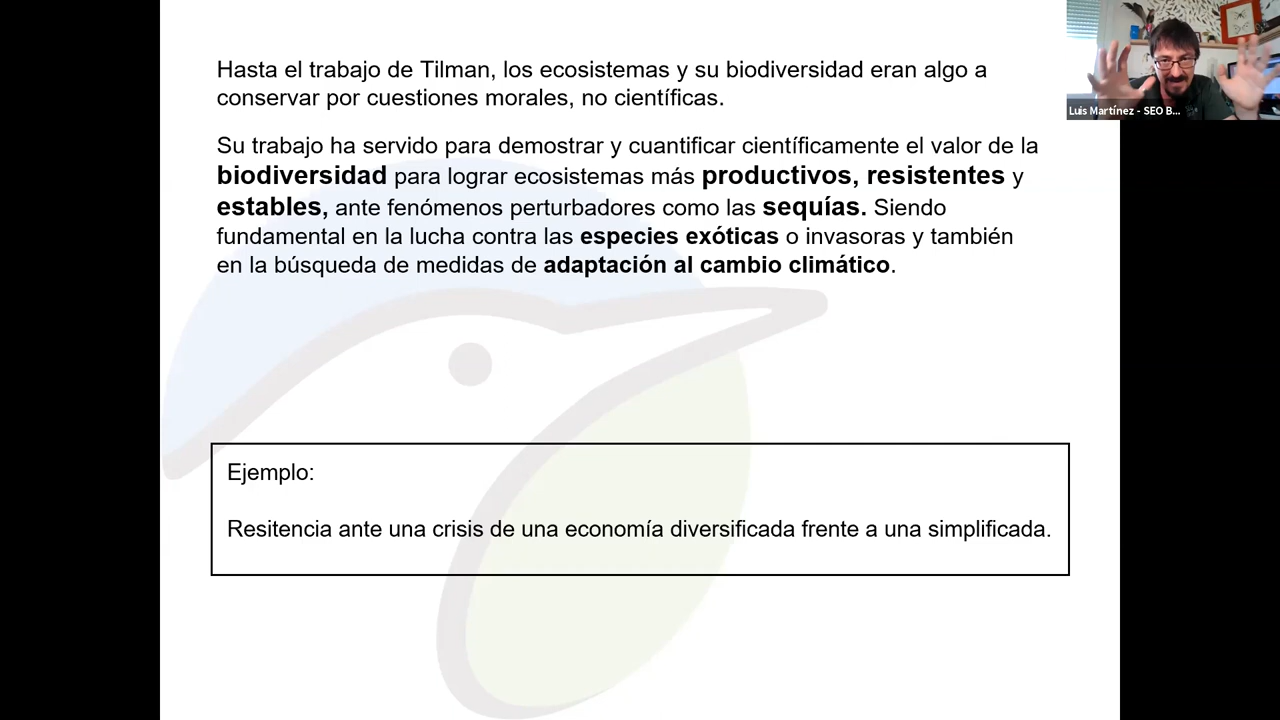 Hasta el trabajo de Tilman, los ecosistemas y su biodiversidad eran algo a
conservar por cuestiones morales, no científicas.
Su trabajo ha servido para demostrar y cuantificar científicamente el valor de la
biodiversidad para lograr ecosistemas más productivos, resistentes y
estables, ante fenómenos perturbadores como las sequías. Siendo
fundamental en la lucha contra las especies exóticas o invasoras y también
en la búsqueda de medidas de adaptación al cambio climático.
Ejemplo:
Resitencia ante una crisis de una economía diversificada frente a una simplificada.
Luis Martínez - SEO B...